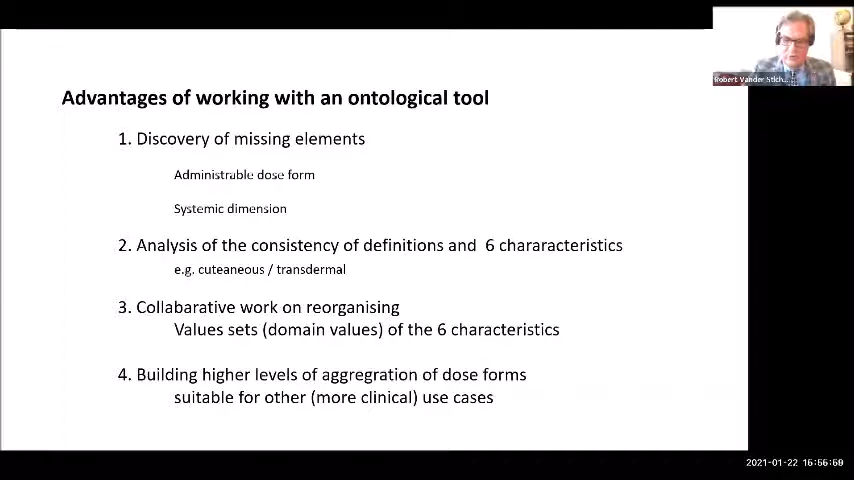 Robert Vander Stich...
Advantages of working with an ontological tool
1. Discovery of missing elements
Administrable dose form
Systemic dimension
2. Analysis of the consistency of definitions and 6 chararacteristics
e.g. cuteaneous / transdermal
3. Collabarative work on reorganising
Values sets (domain values) of the 6 characteristics
4. Building higher levels of aggregration of dose forms
suitable for other (more clinical) use cases
2021-01-22 16:56:60